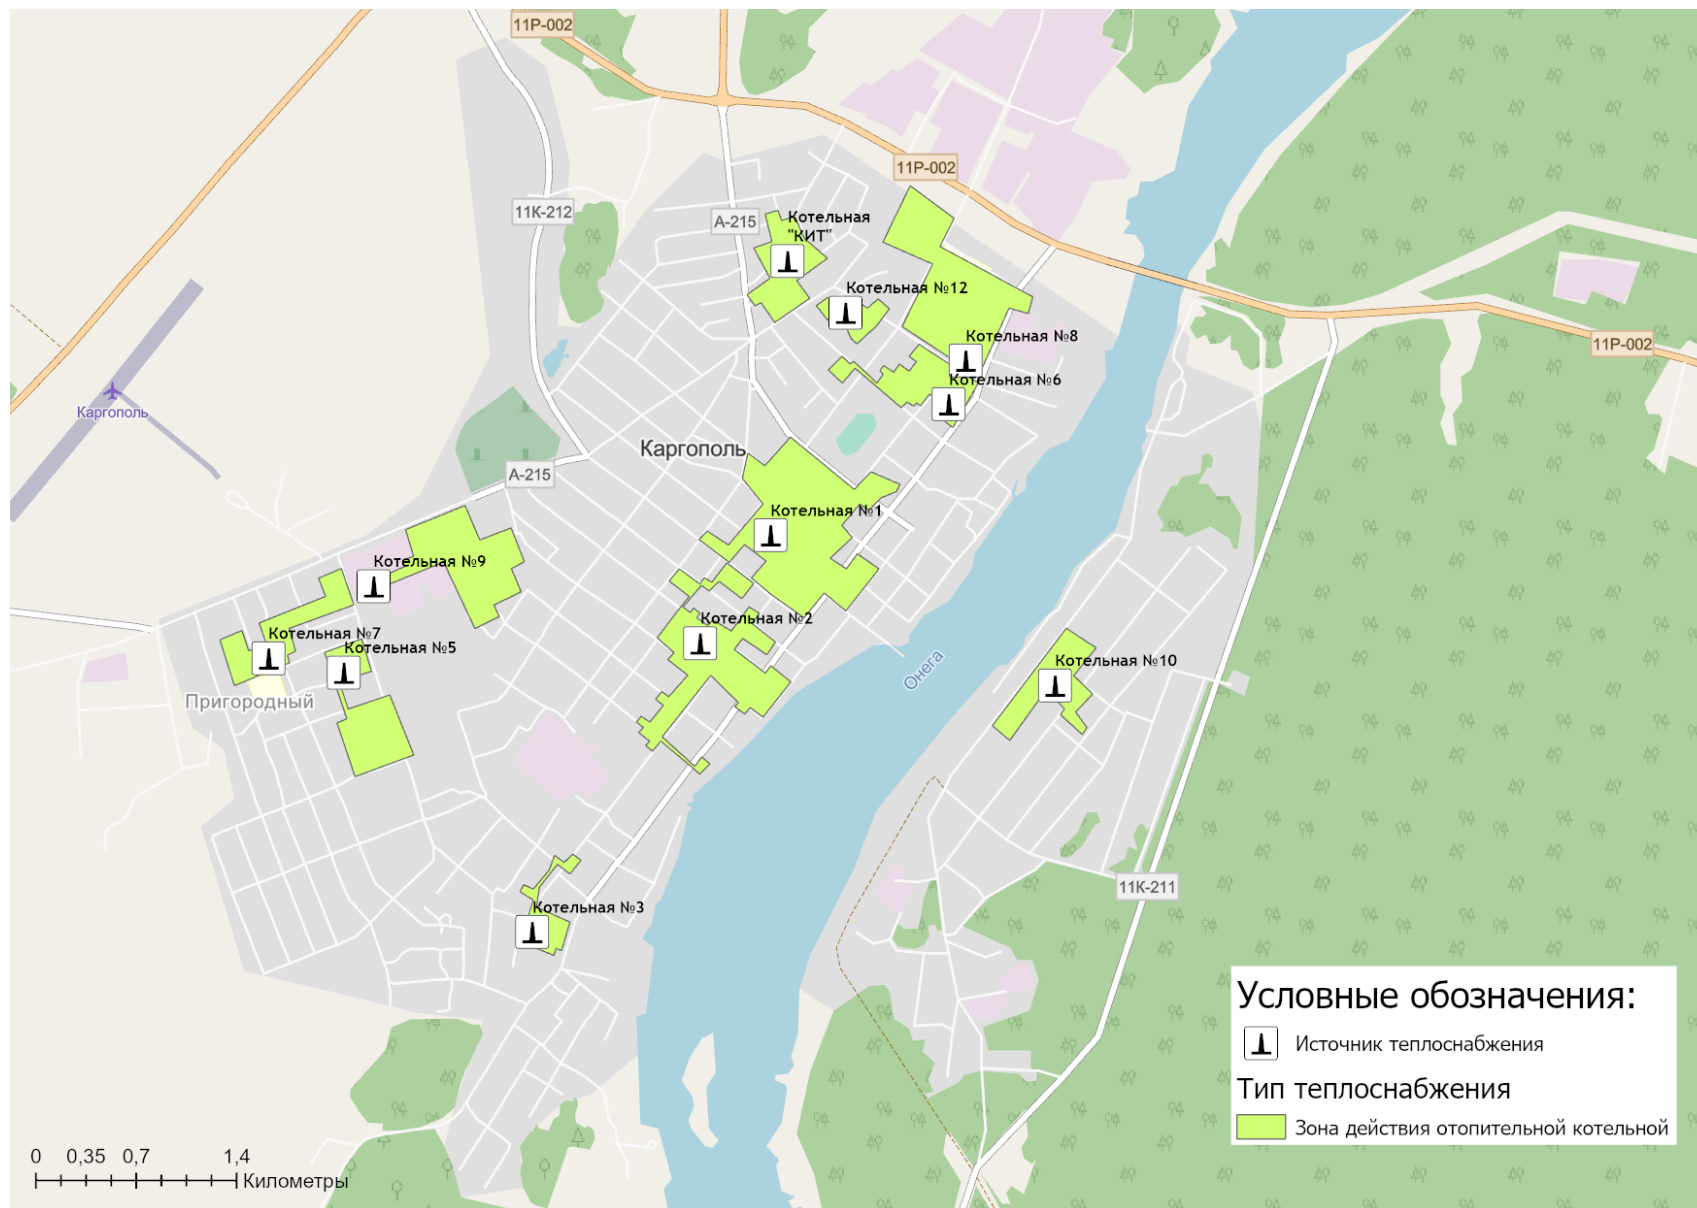 11Р-002
11Р-002
11К-212
А-215
Котельная
"КИТ"
Котельная №12
Котельная №8
11Р-002
Котельная №6
Каргополь
Каргополь
А-215
Котельная №1
Котельная №9
Котельная №2
Котельная №7
Котельная №5
Онега
Котельная №10
Пригородный
11К-211
Котельная №3
Условные обозначения:
Источник теплоснабжения
Тип теплоснабжения
Зона действия отопительной котельной
0 0,35 0,7 1,4
Километры